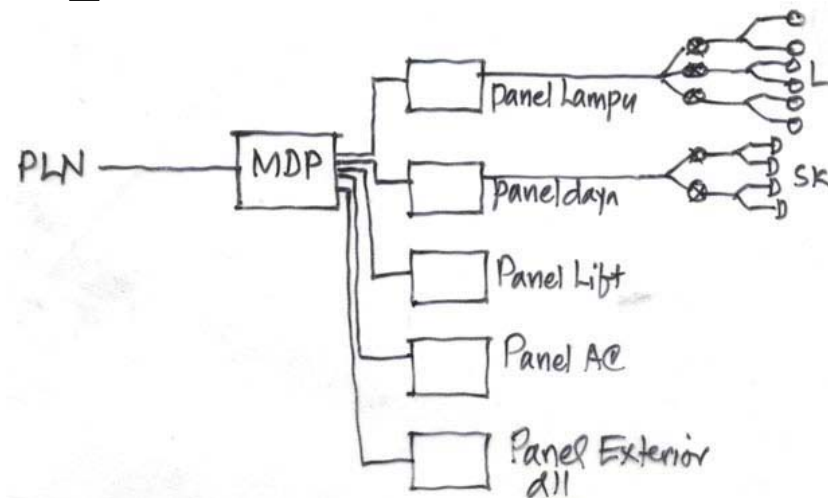 PLN
MDP
Panel Lampu
L
Panel daya
SK
Panel Lift
Panel AC
Panel Exterior
dll